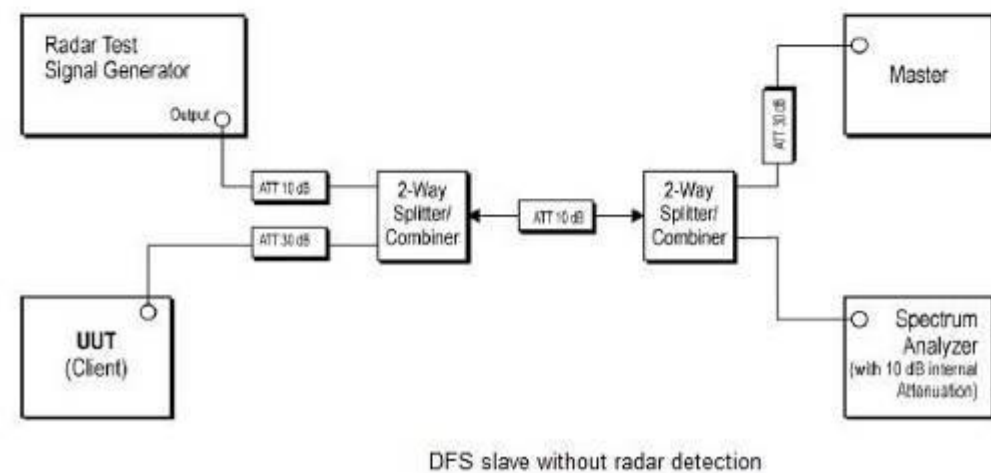 Radar Test
Signal Generator
Output
ATT 10 dB
ATT 30 dB
2-Way
Splitter/
Combiner
ATT 10 dB
2-Way
Splitter/
Combiner
ATT 30 dB
Master
UUT
(Client)
Spectrum
Analyzer
(with 10 dB internal
Attenuation)
DFS slave without radar detection